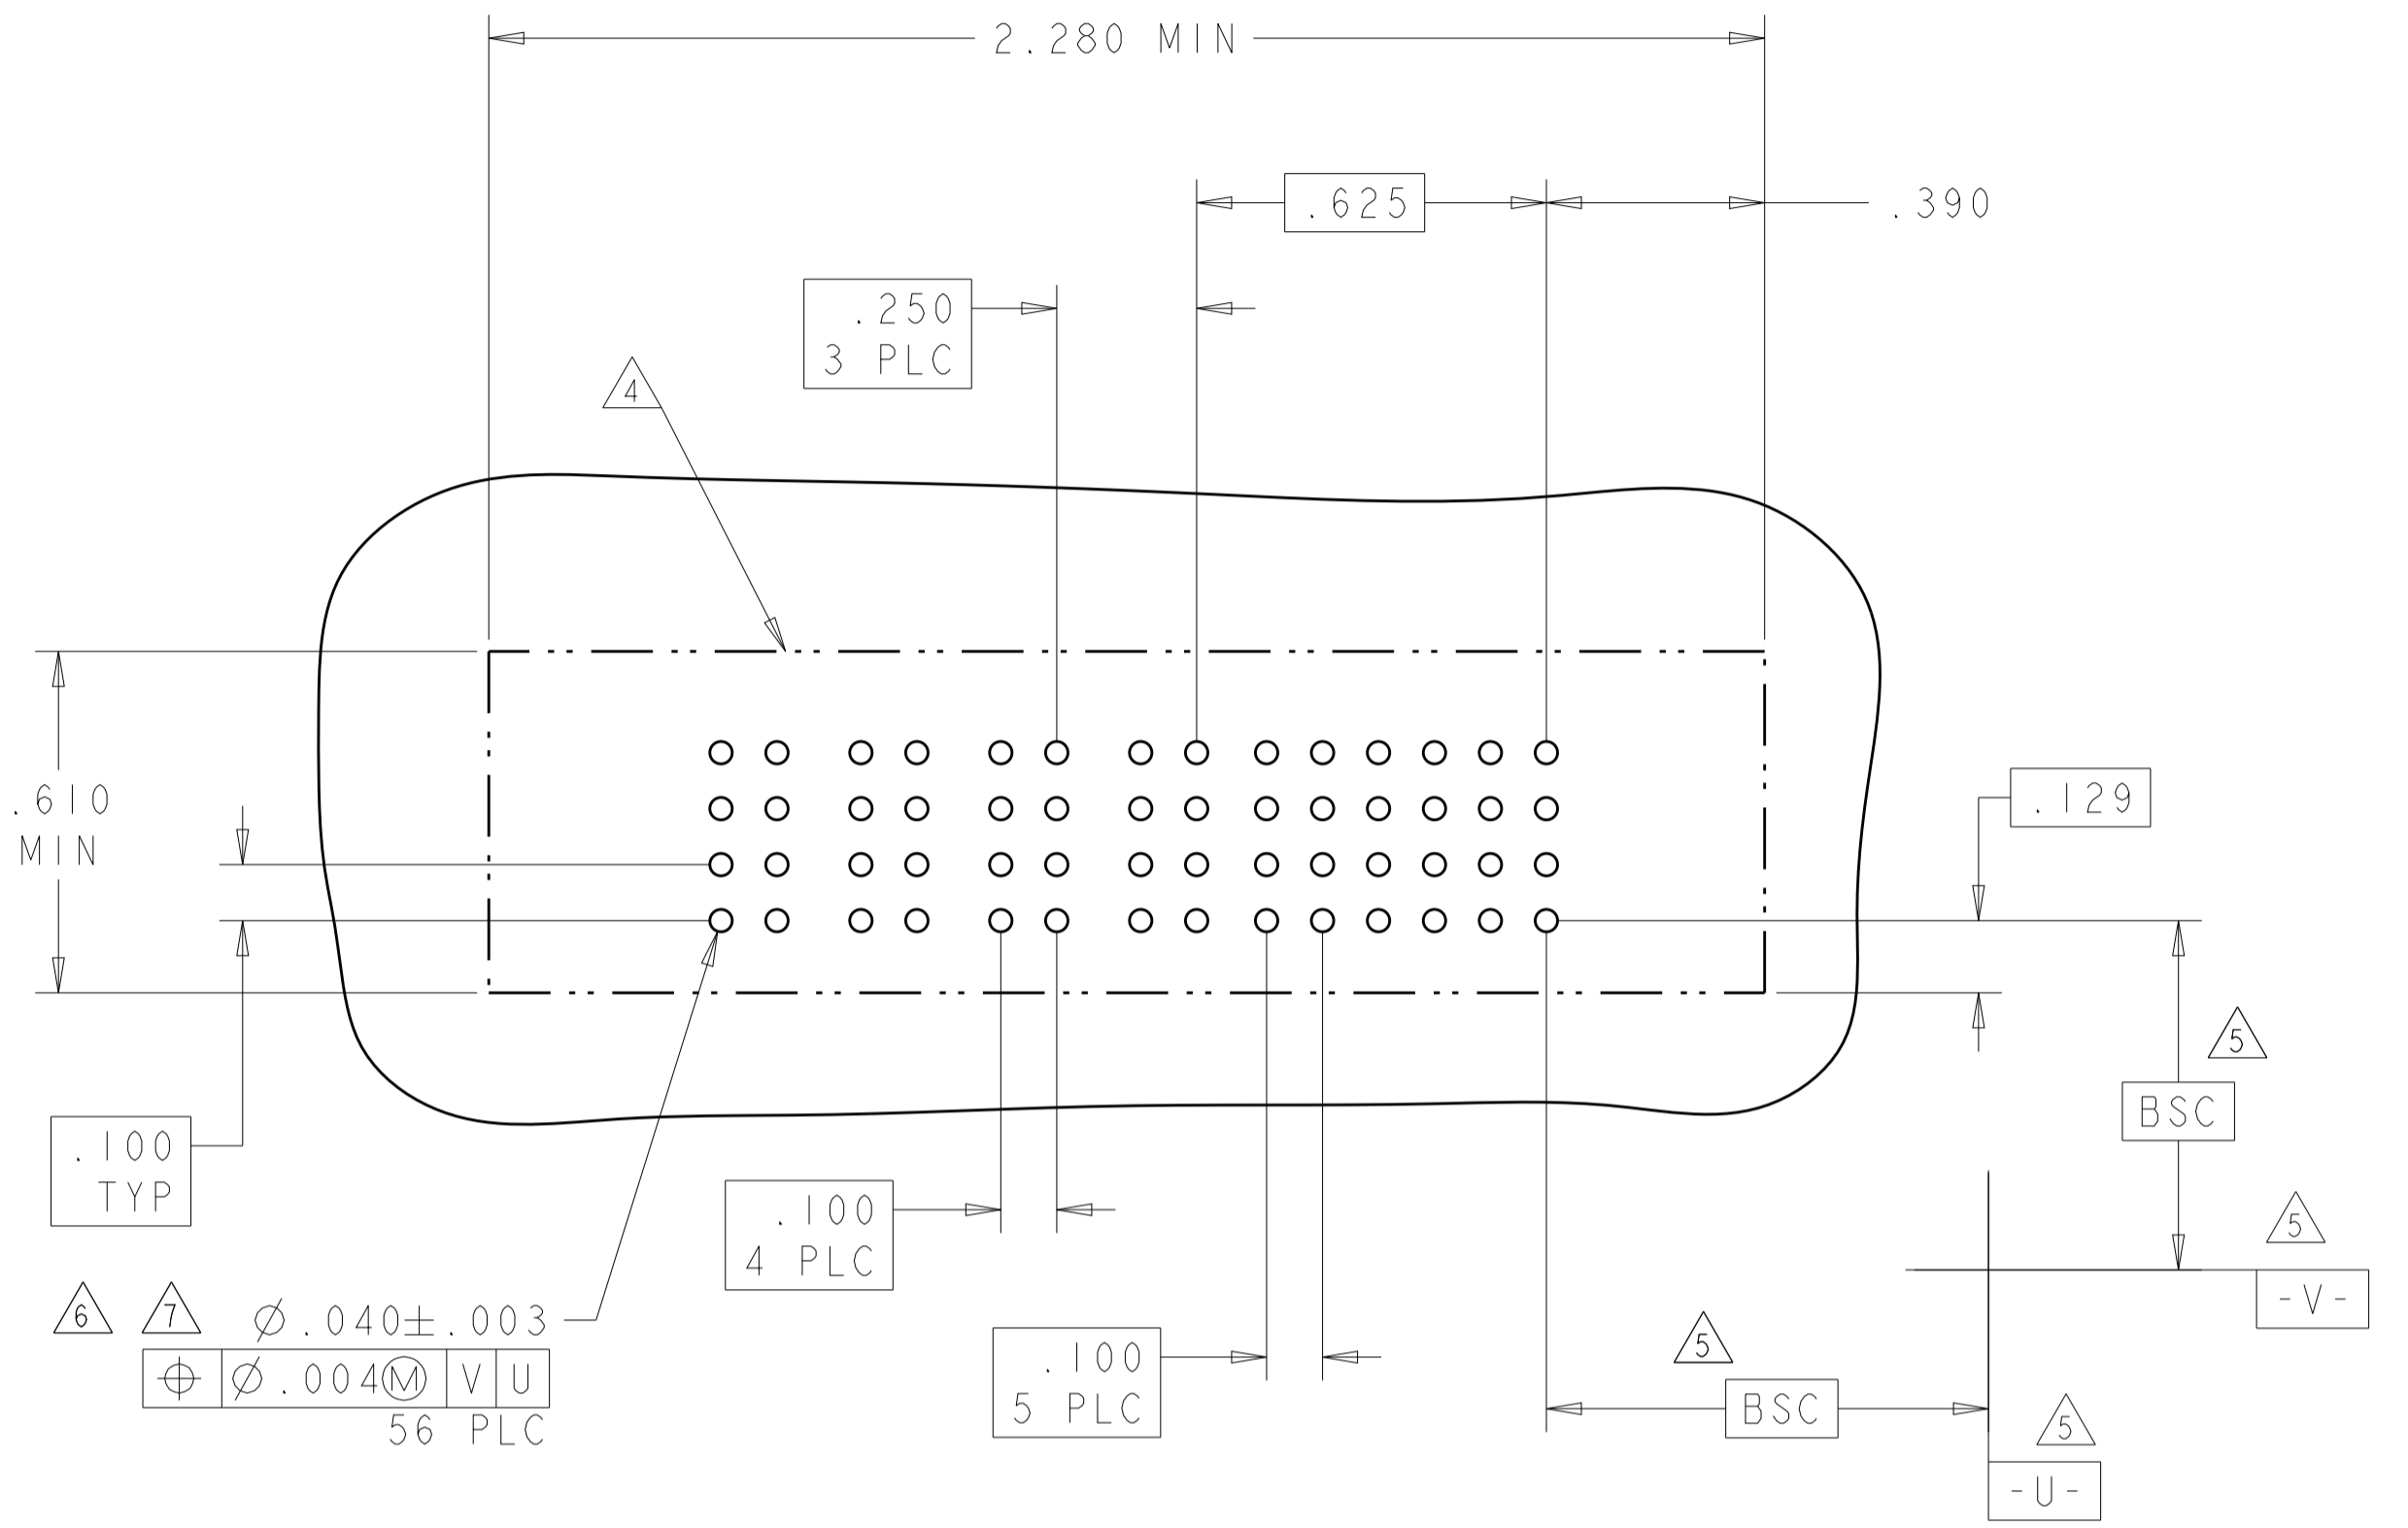 2.280 MIN
.625
.390
.250
3 PLC
4
.610
MIN
.129
5
BSC
.100
TYP
.100
4 PLC
5
-V-
6 7 ⌀.040±.003
⌖ ⌀.004Ⓜ V U
56 PLC
.100
5 PLC
5
BSC
5
-U-